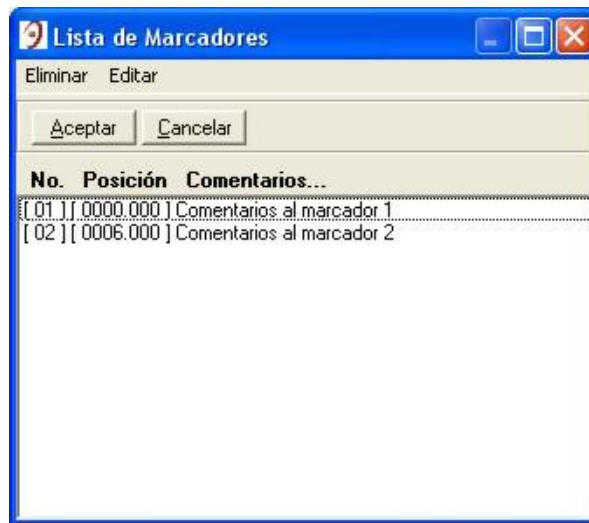 Lista de Marcadores
Eliminar Editar
Aceptar Cancelar
No. Posición Comentarios...
[ 01 ] [ 0000.000 ] Comentarios al marcador 1
[ 02 ] [ 0006.000 ] Comentarios al marcador 2